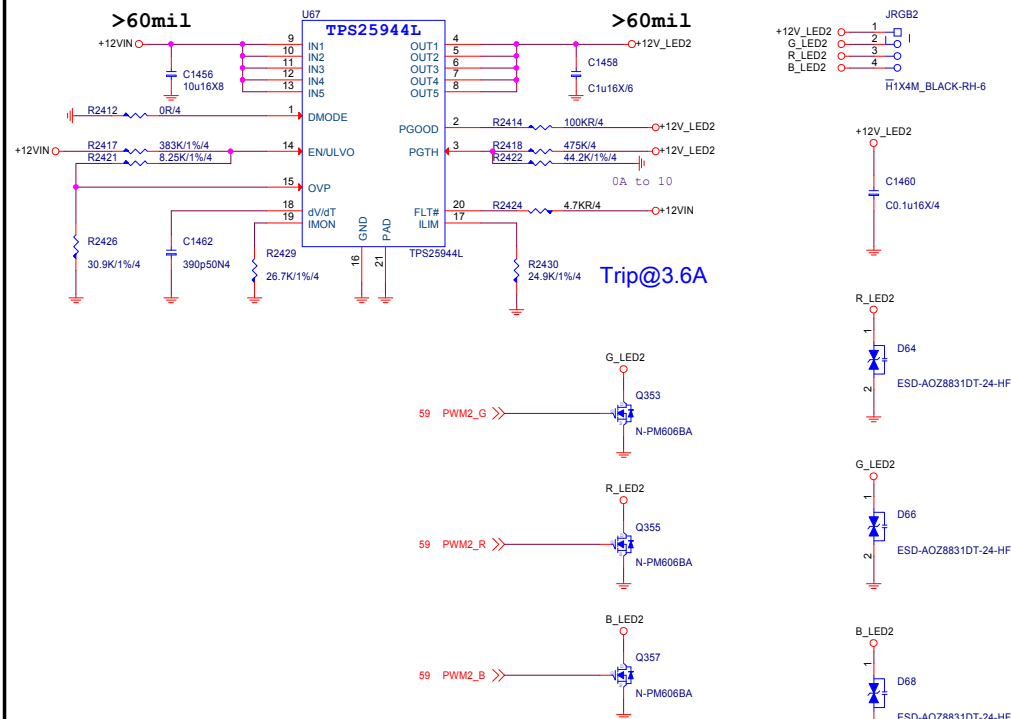 >60mil
+12VIN
U67
TPS25944L
>60mil
+12V_LED2
9 IN1
10 IN2
11 IN3
12 IN4
13 IN5
OUT1 4
OUT2 5
OUT3 6
OUT4 7
OUT5 8
C1456
10u16X8
C1458
C1u16X/6
R2412 0R/4
1 DMODE
PGOOD 2
R2414 100KR/4
+12V_LED2
+12VIN
R2417 383K/1%/4
R2421 8.25K/1%/4
14 EN/ULVO
PGTH 3
R2418 475K/4
+12V_LED2
R2422 44.2K/1%/4
0A to 10
15 OVP
18 dV/dT
19 IMON
FLT# 20
ILIM 17
R2424 4.7KR/4
+12VIN
GND
PAD
16
21
TPS25944L
R2426
30.9K/1%/4
C1462
390p50N4
R2429
26.7K/1%/4
R2430
24.9K/1%/4
Trip@3.6A
JRGB2
+12V_LED2 1
G_LED2 2
R_LED2 3
B_LED2 4
H1X4M_BLACK-RH-6
+12V_LED2
C1460
C0.1u16X/4
R_LED2
1
D64
2
ESD-AOZ8831DT-24-HF
G_LED2
Q353
59 PWM2_G
N-PM606BA
G_LED2
1
D66
2
ESD-AOZ8831DT-24-HF
R_LED2
Q355
59 PWM2_R
N-PM606BA
B_LED2
Q357
59 PWM2_B
N-PM606BA
B_LED2
1
D68
ESD-AOZ8831DT-24-HF